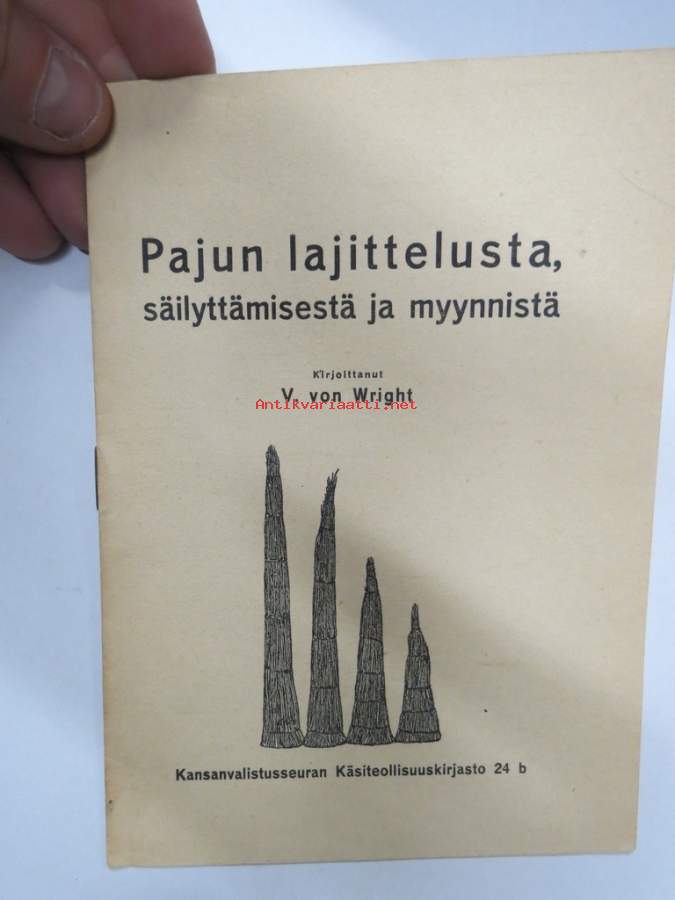 Pajun lajittelusta,
säilyttämisestä ja myynnistä
Kirjoittanut
V. von Wright
Antikvariaatti.net
Kansanvalistusseuran Käsiteollisuuskirjasto 24 b